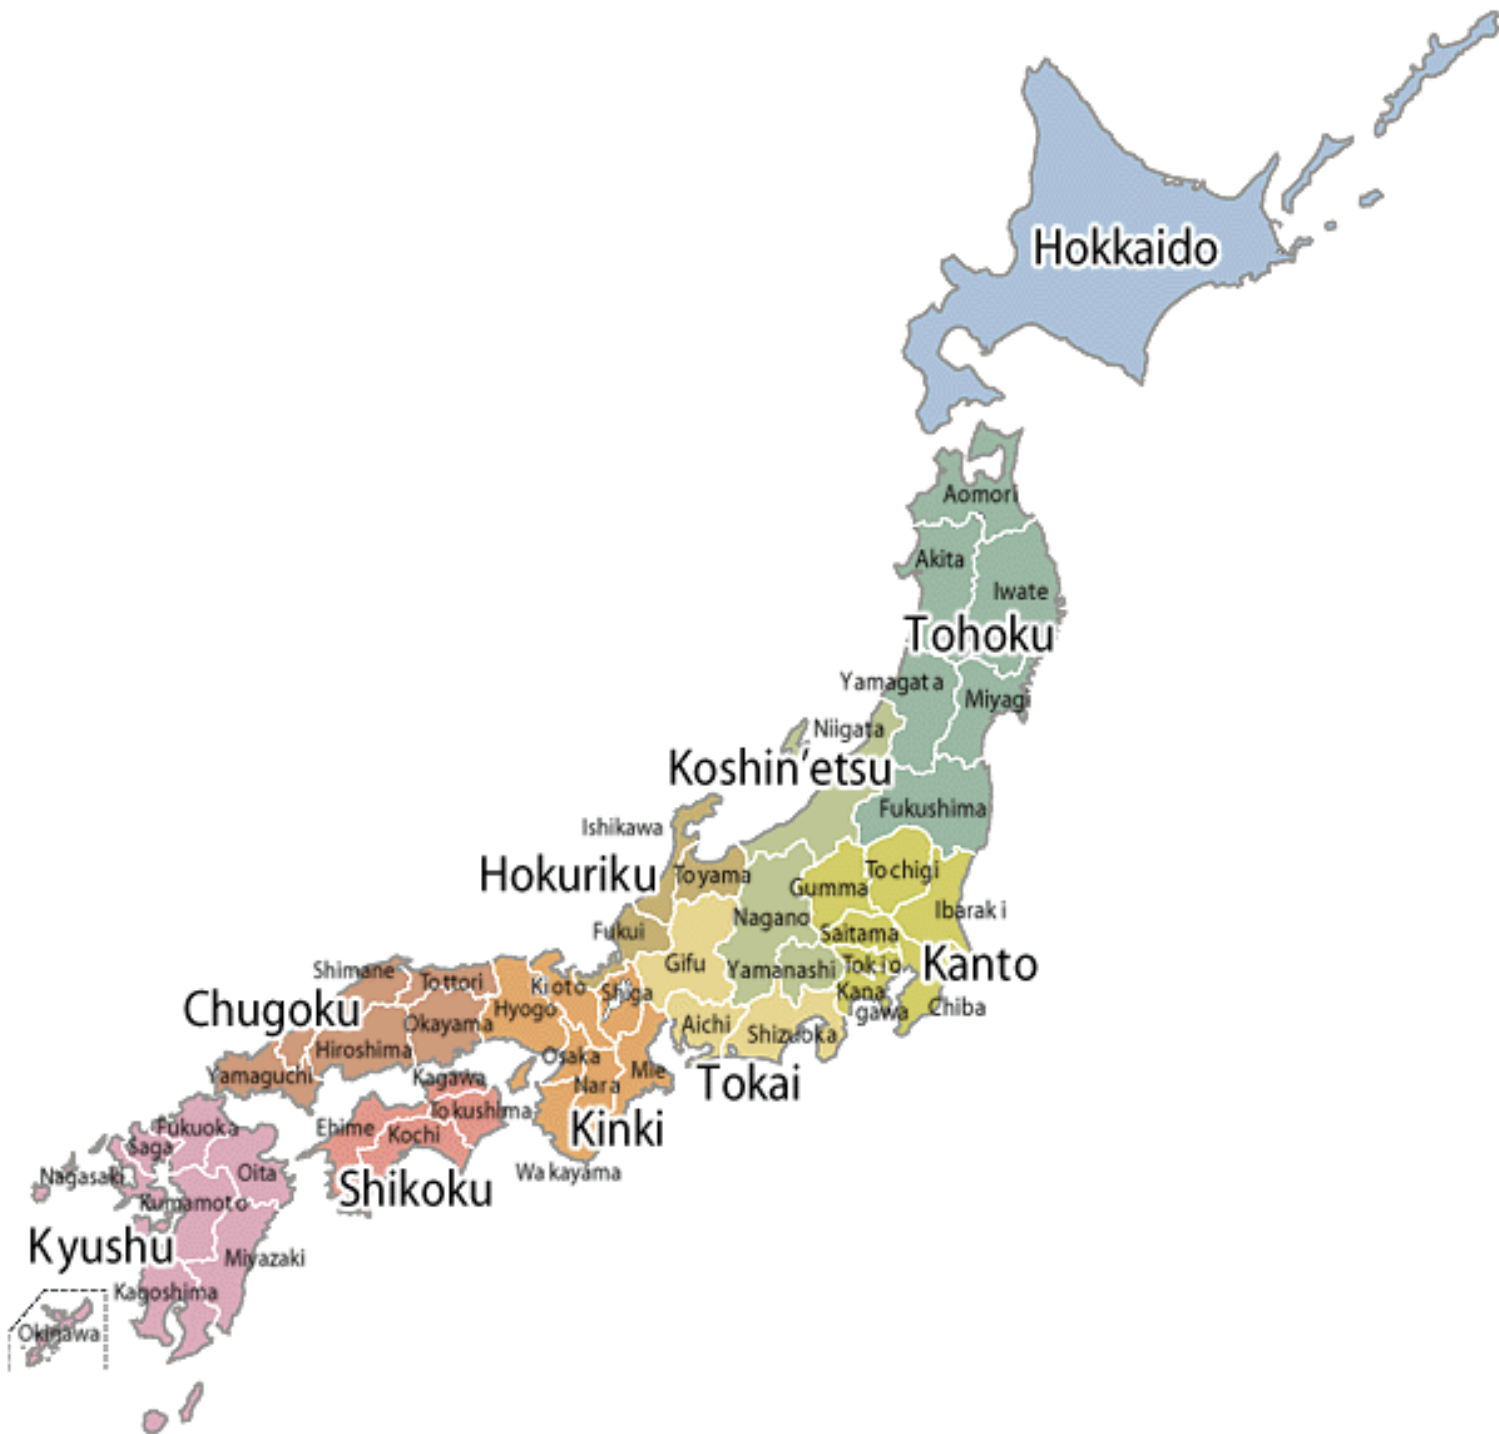 Hokkaido
Aomori
Akita
Iwate
Tohoku
Yamagata
Miyagi
Niigata
Koshin'etsu
Fukushima
Ishikawa
Hokuriku
Toyama
Gumma
Tochigi
Ibaraki
Nagano
Fukui
Saitama
Gifu
Yamanashi
Tokio
Kanto
Kana
gawa
Chiba
Shimane
Tottori
Kioto
Shiga
Chugoku
Hyogo
Okayama
Aichi
Shizuoka
Hiroshima
Osaka
Yamaguchi
Kagawa
Nara
Mie
Tokai
Tokushima
Fukuoka
Ehime
Kochi
Kinki
Saga
Oita
Wakayama
Nagasaki
Shikoku
Kumamoto
Kyushu
Miyazaki
Kagoshima
Okinawa